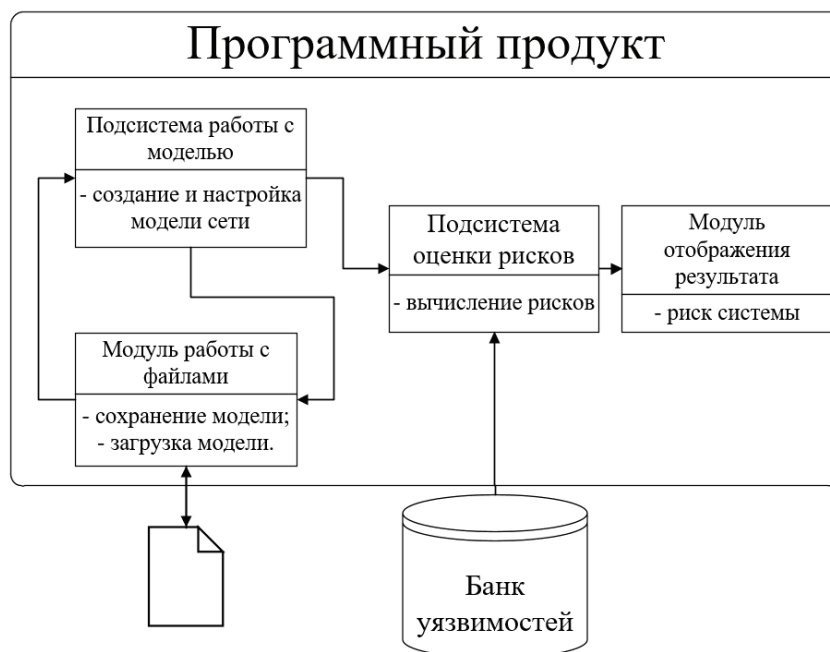 Программный продукт
Подсистема работы с
моделью
- создание и настройка
модели сети
Подсистема
оценки рисков
- вычисление рисков
Модуль
отображения
результата
- риск системы
Модуль работы с
файлами
- сохранение модели;
- загрузка модели.
Банк
уязвимостей